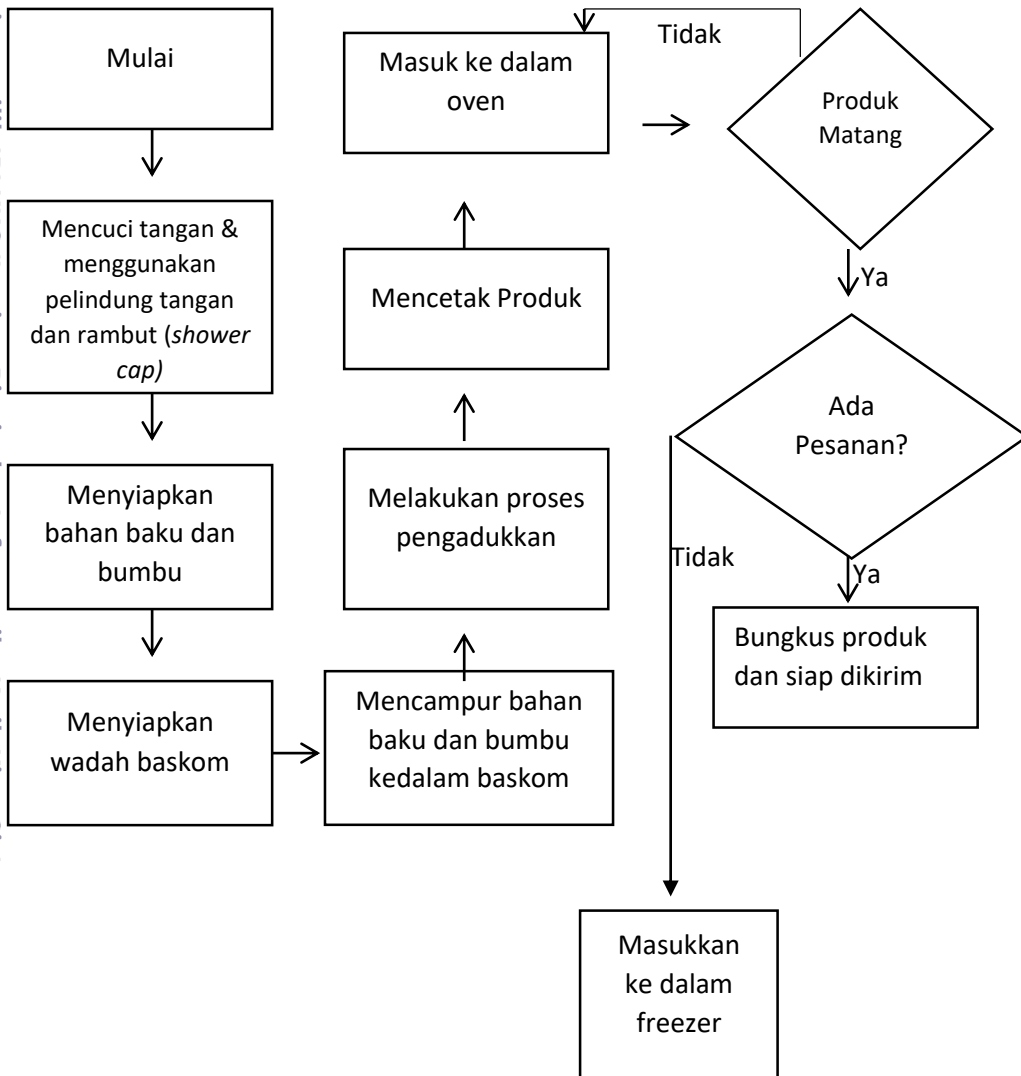 Mulai
Mencuci tangan &
menggunakan
pelindung tangan
dan rambut (shower
cap)
Menyiapkan
bahan baku dan
bumbu
Menyiapkan
wadah baskom
Mencampur bahan
baku dan bumbu
kedalam baskom
Melakukan proses
pengadukkan
Mencetak Produk
Masuk ke dalam
oven
Tidak
Produk
Matang
Ya
Ada
Pesanan?
Tidak
Ya
Bungkus produk
dan siap dikirim
Masukkan
ke dalam
freezer